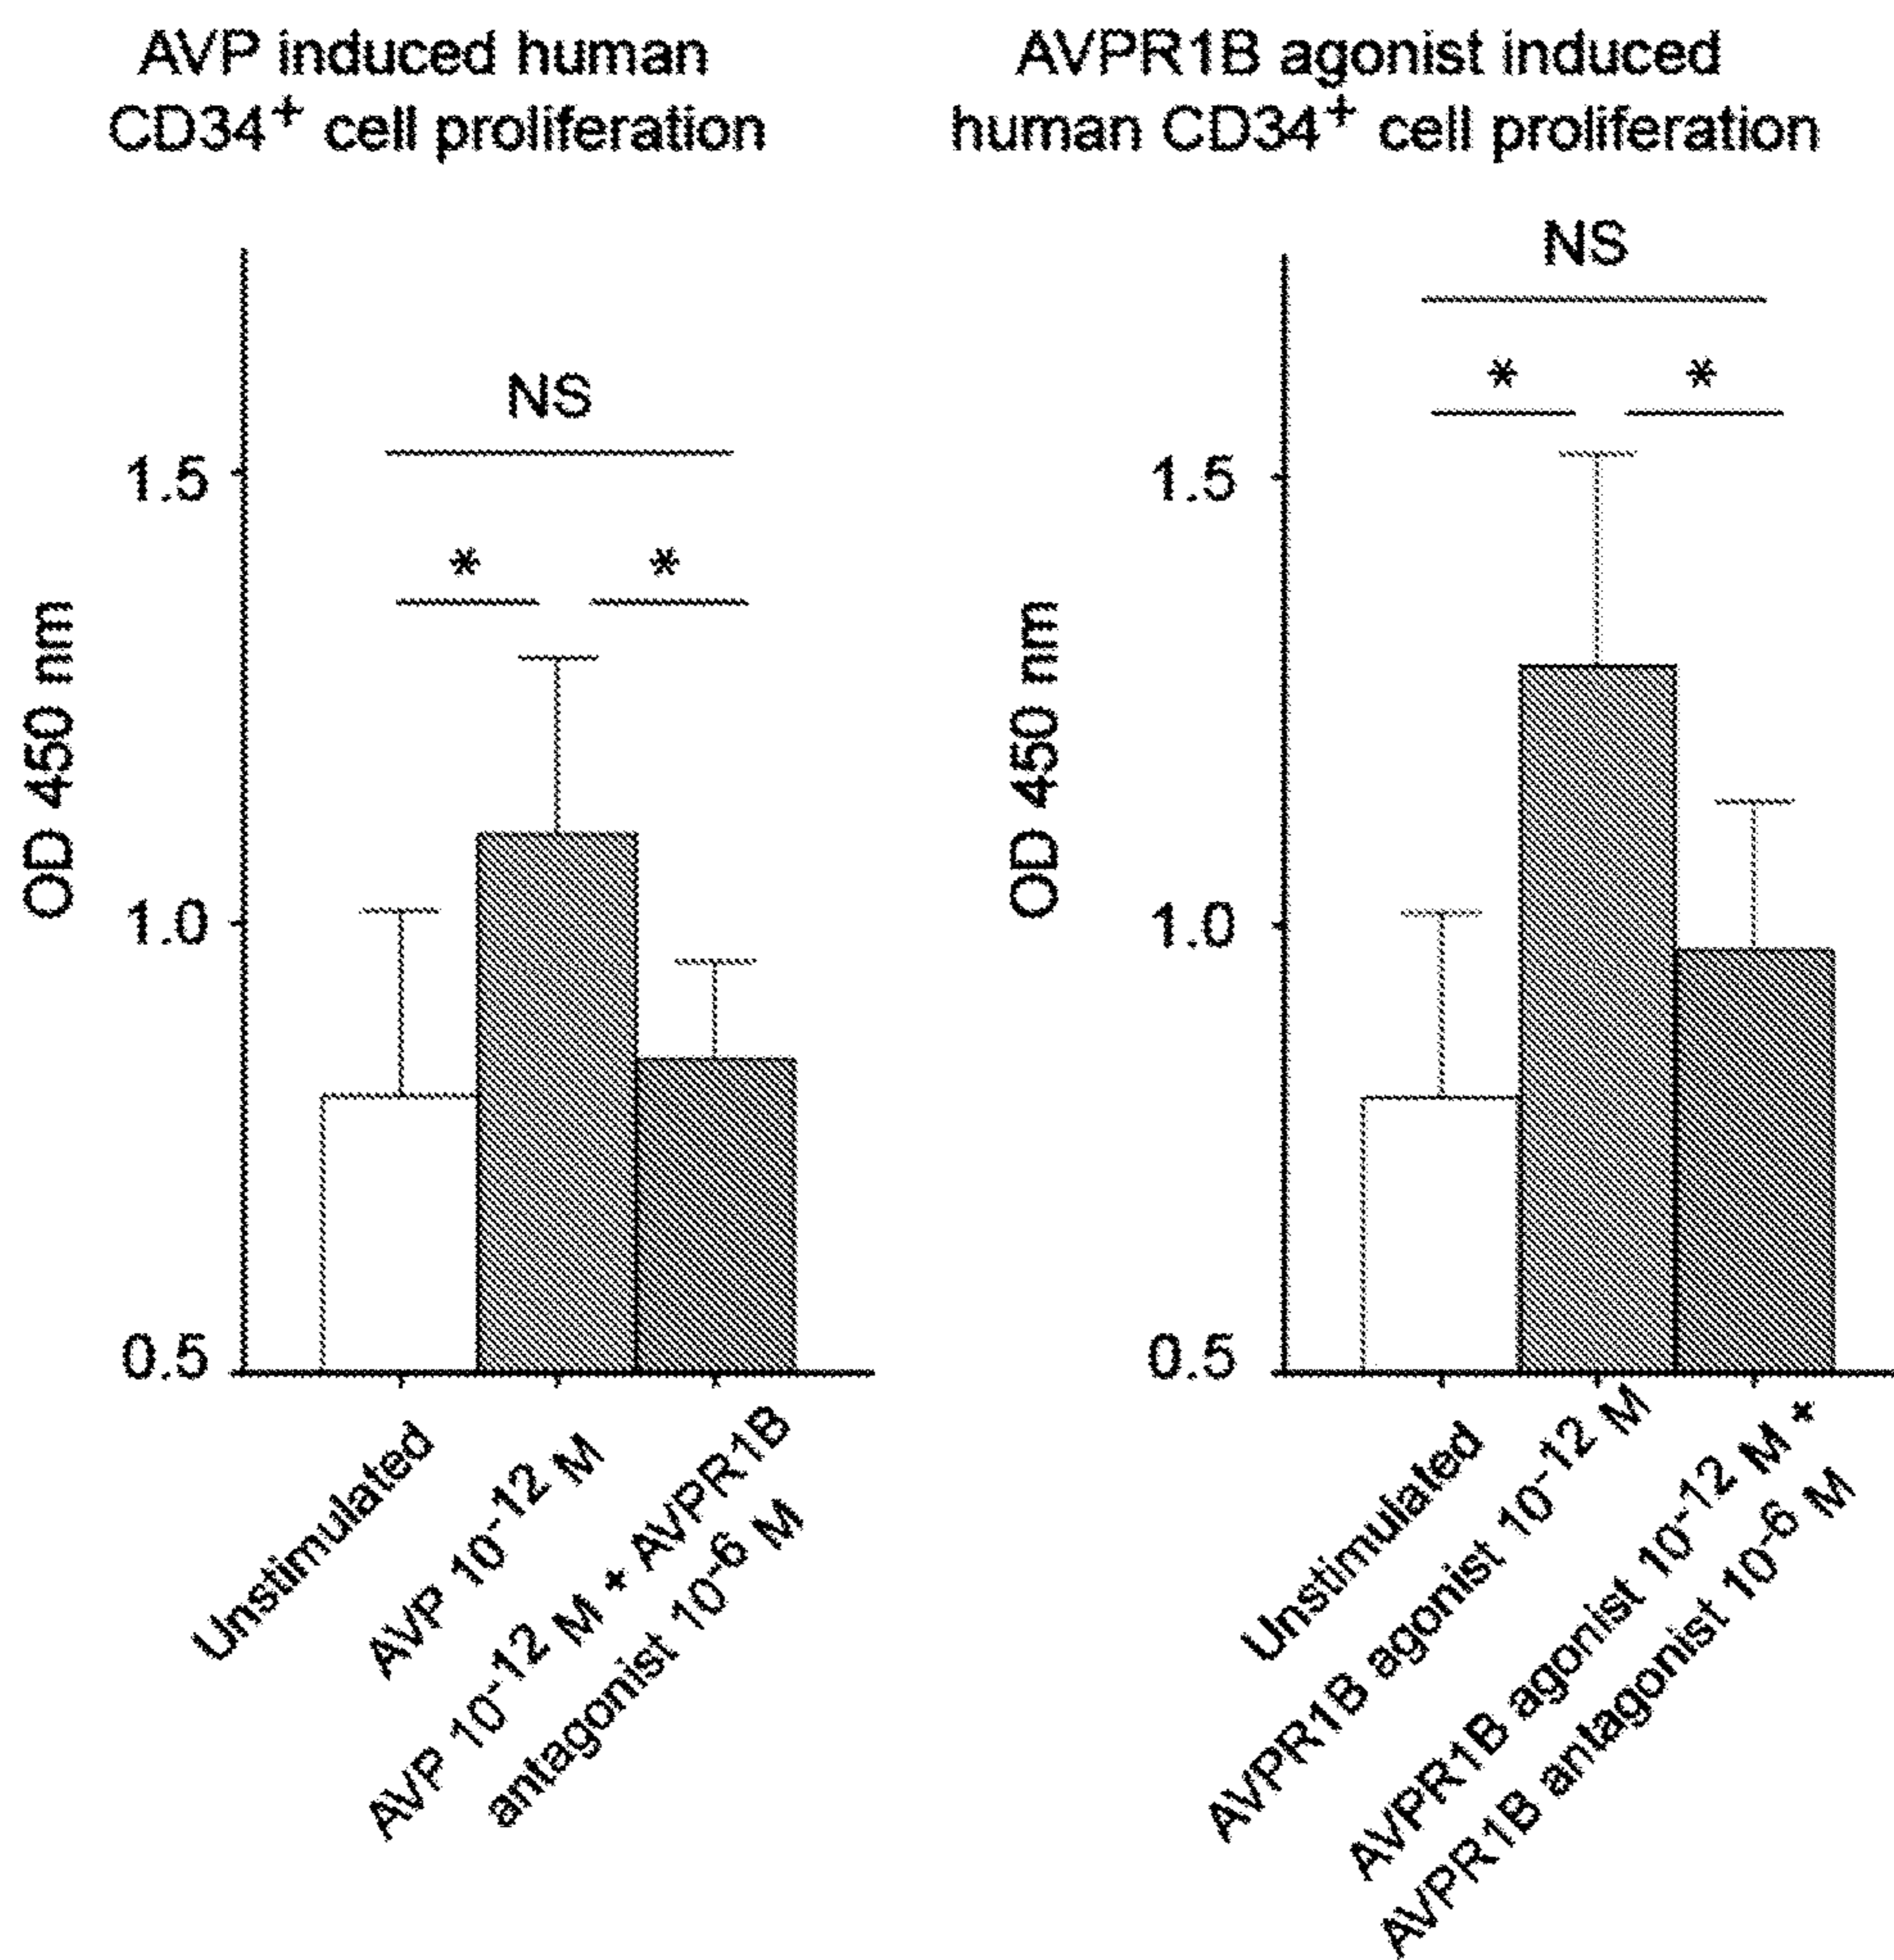 AVP induced human
CD34⁺ cell proliferation
NS
1.5
*
*
OD 450 nm
1.0
0.5
Unstimulated
AVP 10⁻¹² M
AVP 10⁻¹² M + AVPR1B
antagonist 10⁻⁶ M
AVPR1B agonist induced
human CD34⁺ cell proliferation
NS
*
*
1.5
OD 450 nm
1.0
0.5
Unstimulated
AVPR1B agonist 10⁻¹² M
AVPR1B agonist 10⁻¹² M +
AVPR1B antagonist 10⁻⁶ M